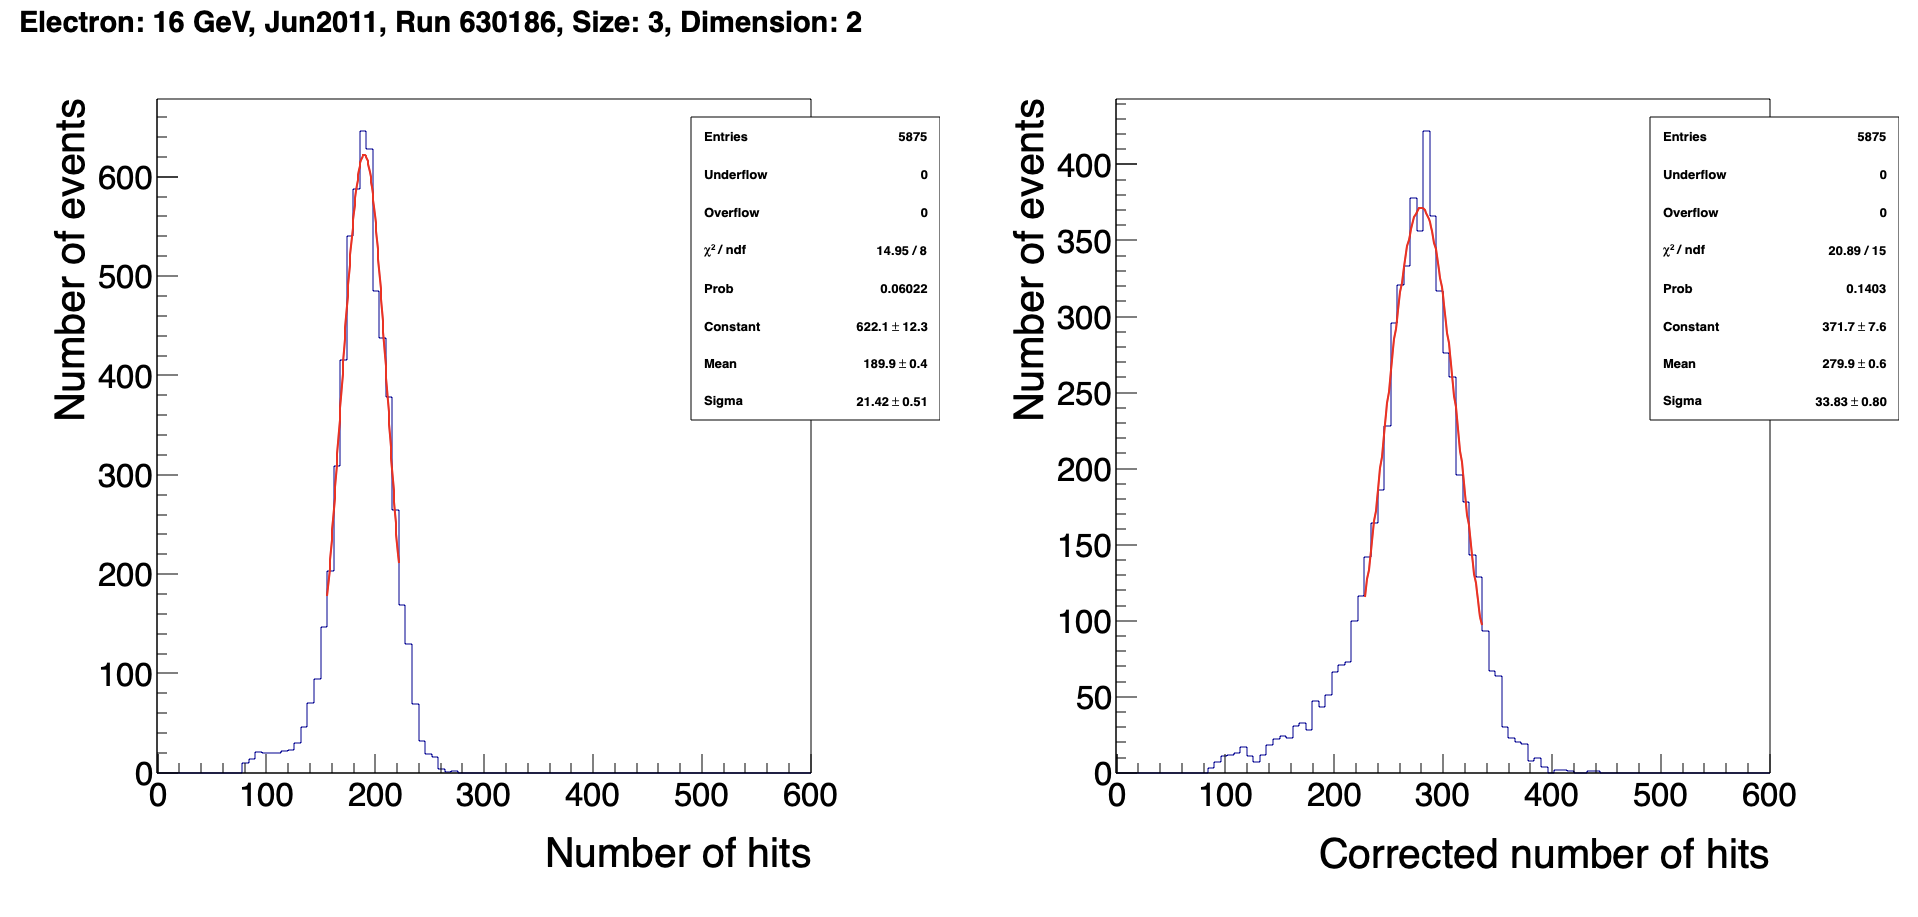 Electron: 16 GeV, Jun2011, Run 630186, Size: 3, Dimension: 2
Number of events
600
500
400
300
200
100
0
0 100 200 300 400 500 600
Number of hits
Entries 5875
Underflow 0
Overflow 0
χ² / ndf 14.95 / 8
Prob 0.06022
Constant 622.1 ± 12.3
Mean 189.9 ± 0.4
Sigma 21.42 ± 0.51
Number of events
400
350
300
250
200
150
100
50
0
0 100 200 300 400 500 600
Corrected number of hits
Entries 5875
Underflow 0
Overflow 0
χ² / ndf 20.89 / 15
Prob 0.1403
Constant 371.7 ± 7.6
Mean 279.9 ± 0.6
Sigma 33.83 ± 0.80